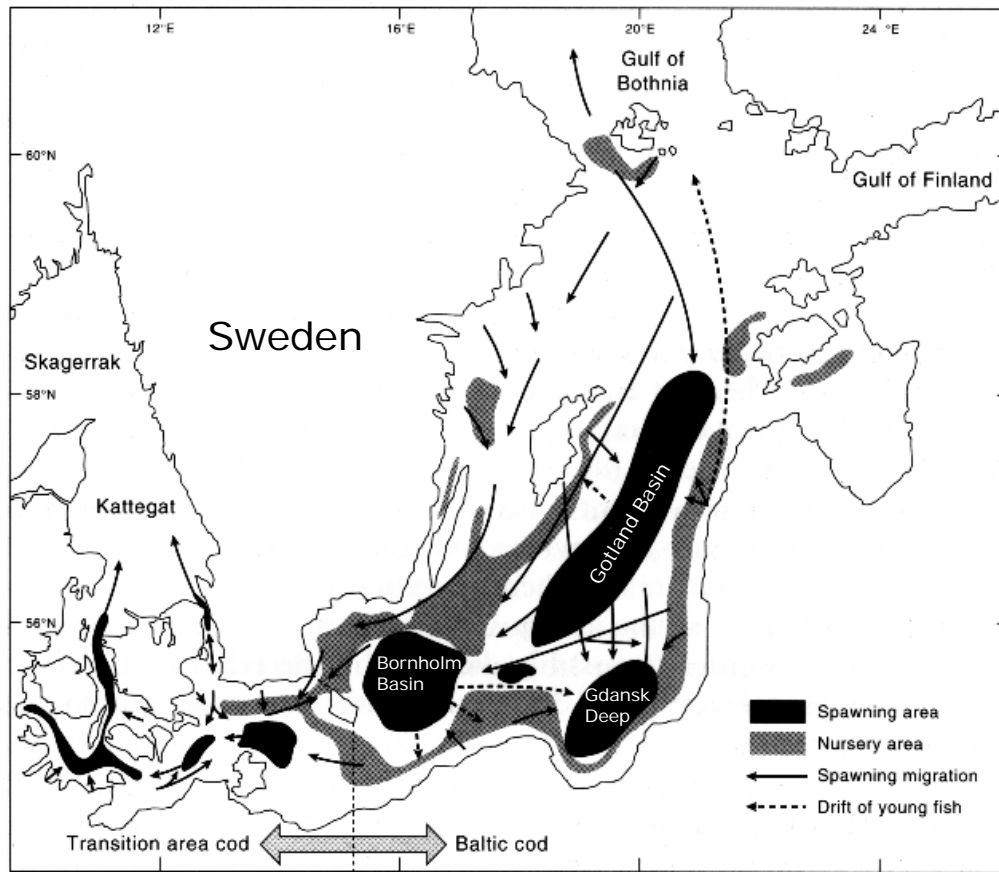 12°E 16°E 20°E 24 °E
Gulf of
Bothnia
60°N
Gulf of Finland
Sweden
Skagerrak
58°N
Kattegat
Gotland Basin
56°N
Bornholm
Basin
Gdansk
Deep
Spawning area
Nursery area
Spawning migration
Drift of young fish
Transition area cod Baltic cod